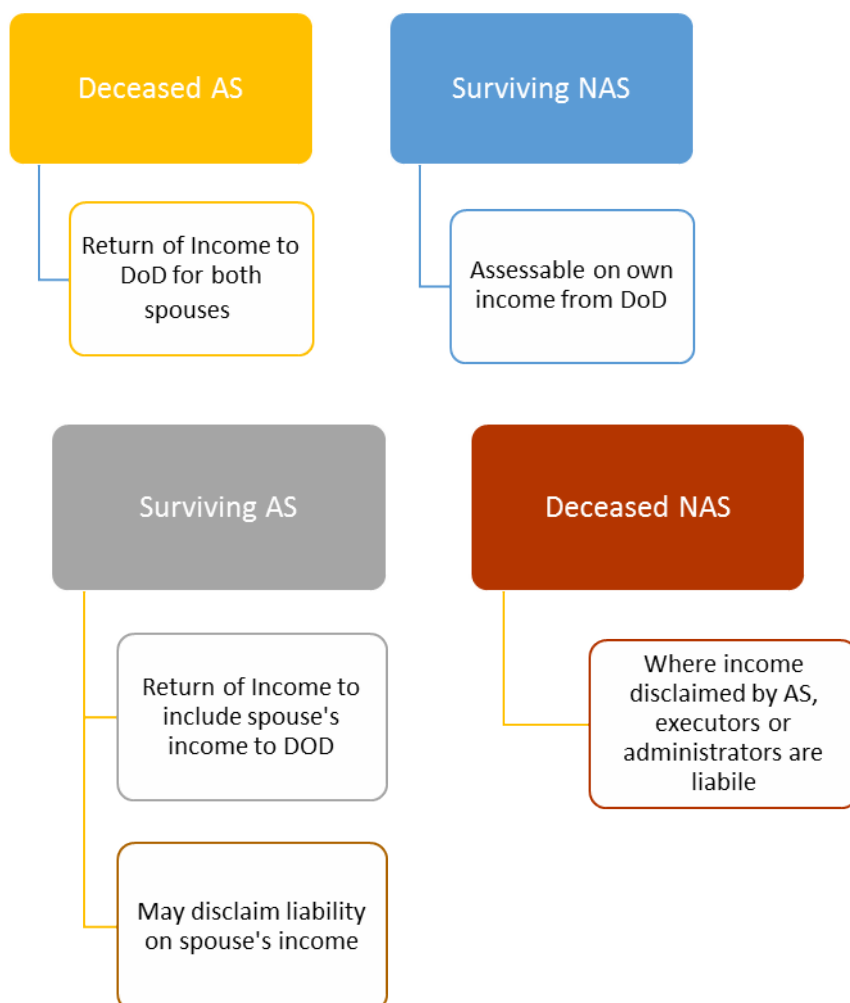 Deceased AS
Return of Income to
DoD for both
spouses
Surviving NAS
Assessable on own
income from DoD
Surviving AS
Return of Income to
include spouse's
income to DOD
May disclaim liability
on spouse's income
Deceased NAS
Where income
disclaimed by AS,
executors or
administrators are
liabile